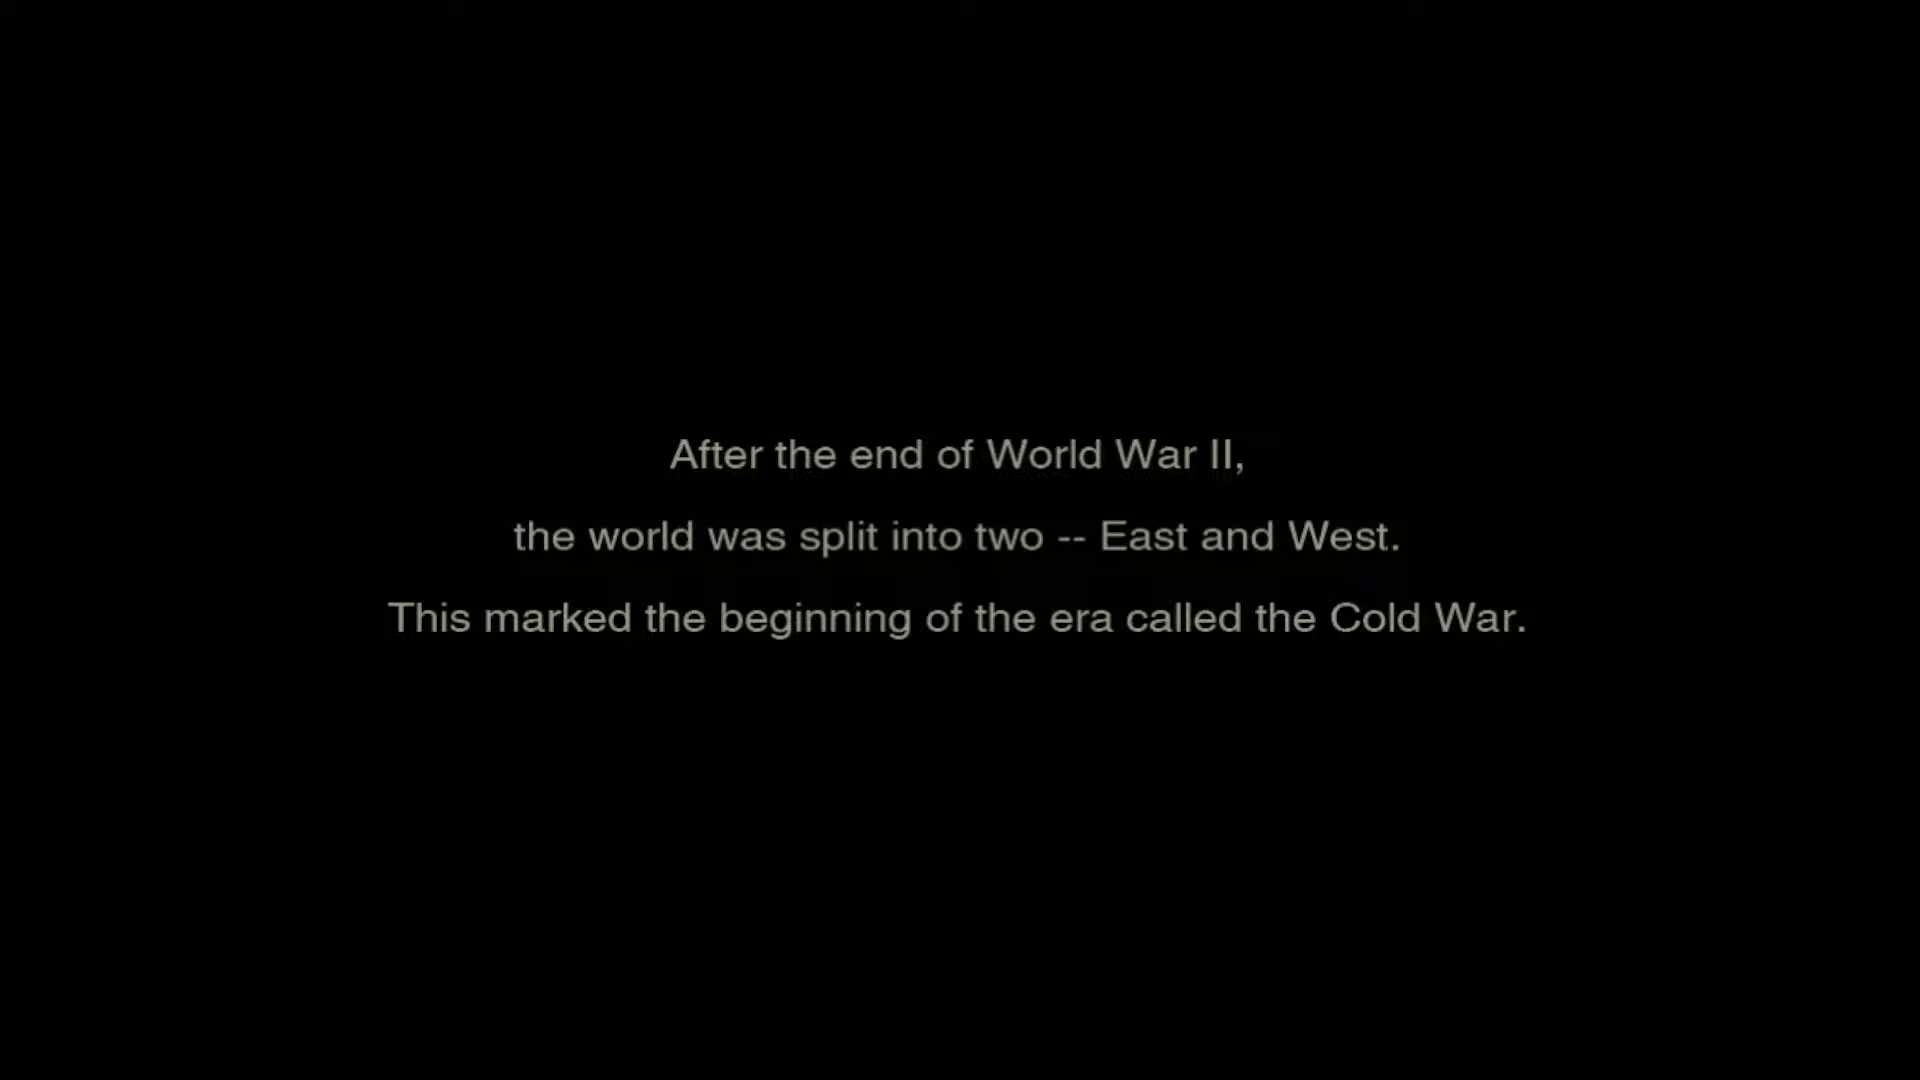 After the end of World War II,
the world was split into two -- East and West.
This marked the beginning of the era called the Cold War.